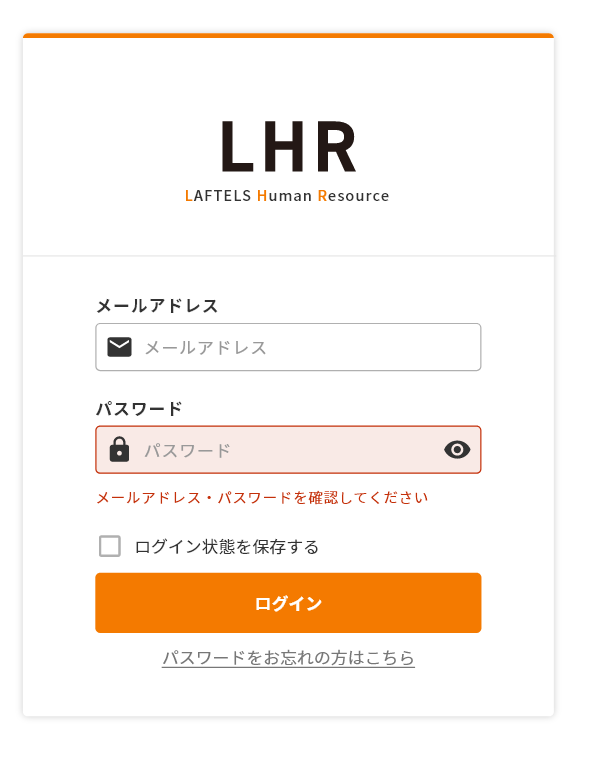 LHR
LAFTELS Human Resource
メールアドレス
メールアドレス
パスワード
パスワード
メールアドレス・パスワードを確認してください
ログイン状態を保存する
ログイン
パスワードをお忘れの方はこちら